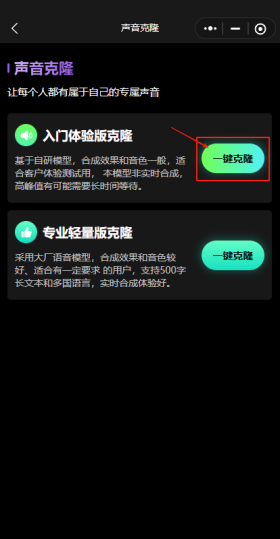 声音克隆
声音克隆
让每个人都有属于自己的专属声音
入门体验版克隆
基于自研模型，合成效果和音色一般，适
合客户体验测试用， 本模型非实时合成，
高峰值有可能需要长时间等待。
一键克隆
专业轻量版克隆
采用大厂语音模型，合成效果和音色较
好、适合有一定要求 的用户，支持500字
长文本和多国语言，实时合成体验好。
一键克隆